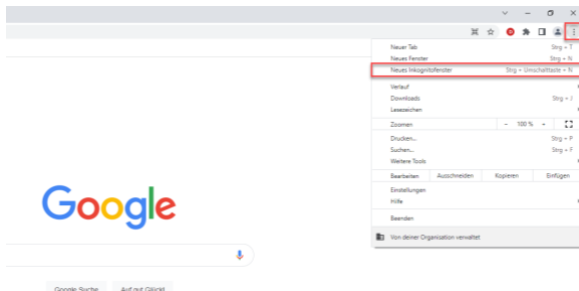 Neuer Tab Strg + T
Neues Fenster Strg + N
Neues Inkognitofenster Strg + Umschalttaste + N
Verlauf
Downloads Strg + J
Lesezeichen
Zoomen - 100 % +
Drucken... Strg + P
Suchen... Strg + F
Weitere Tools
Bearbeiten Ausschneiden Kopieren Einfügen
Einstellungen
Hilfe
Beenden
Von deiner Organisation verwaltet
Google
Google Suche Auf gut Glück!